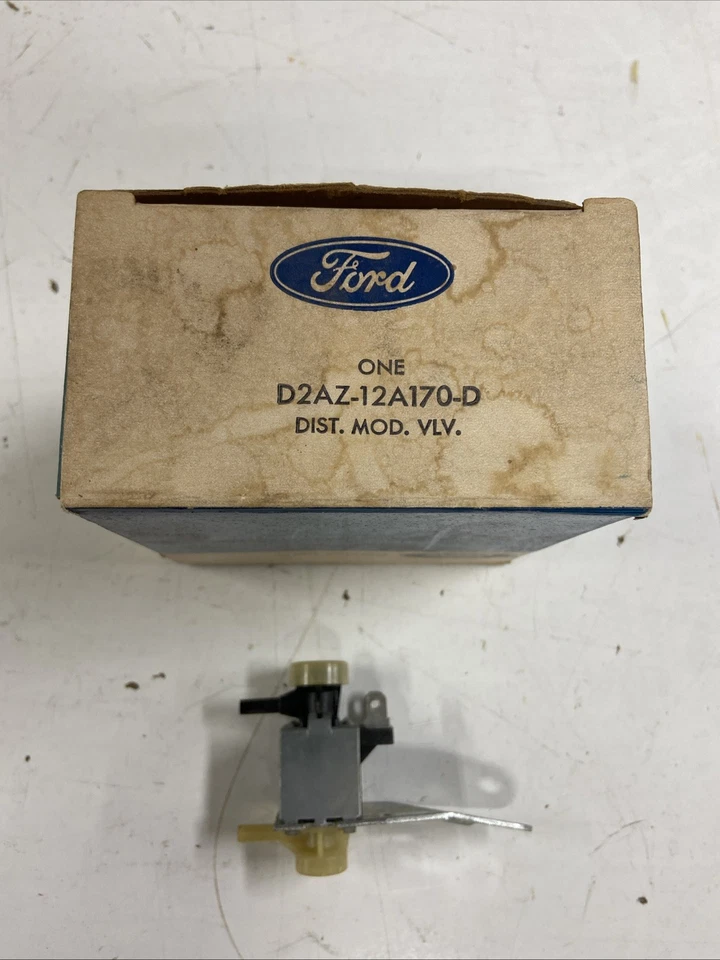 Ford
ONE
D2AZ-12A170-D
DIST. MOD. VLV.